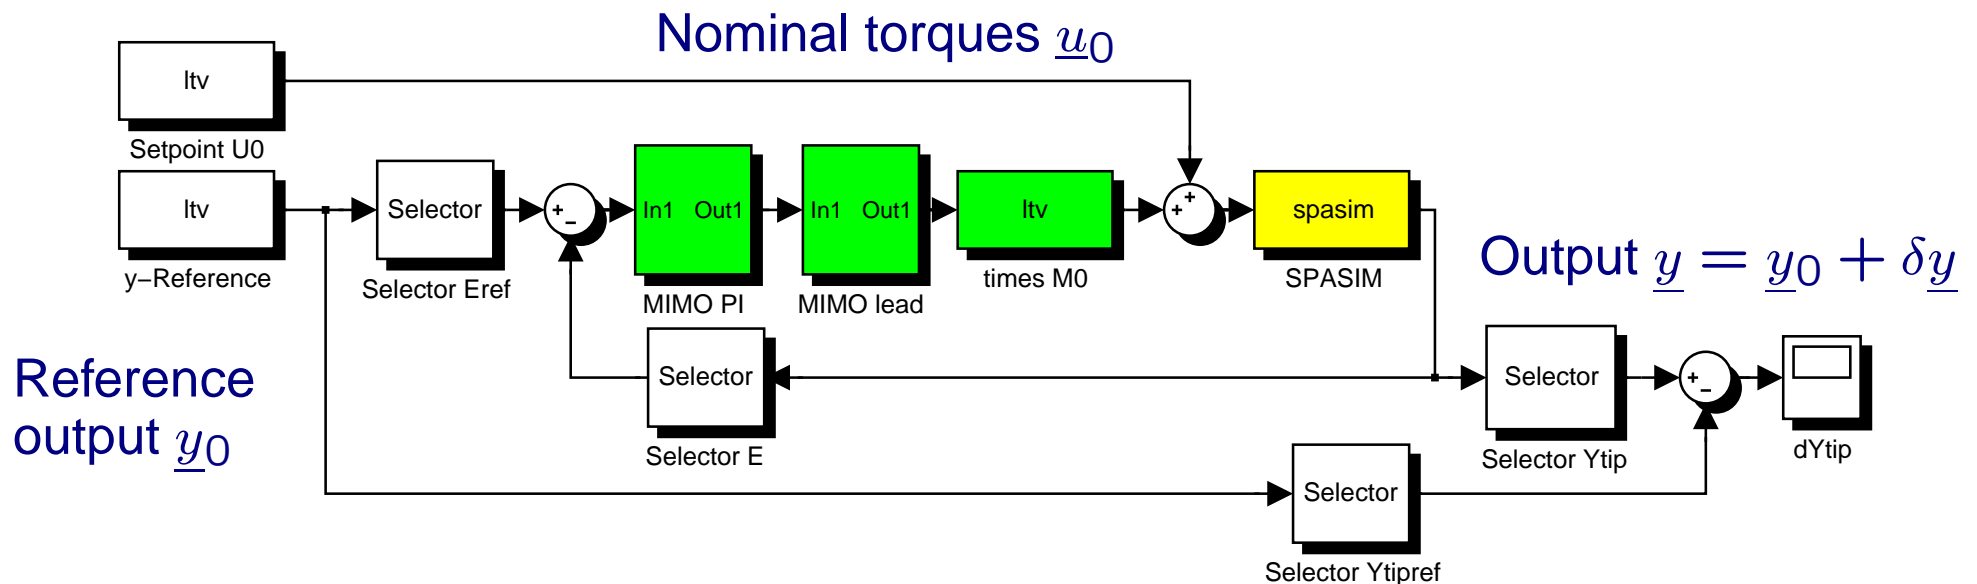 Nominal torques u0
ltv
Setpoint U0
ltv
y−Reference
Selector
Selector Eref
+
−
In1 Out1
MIMO PI
In1 Out1
MIMO lead
ltv
times M0
+
+
spasim
SPASIM
Output y = y0 + δy
Reference
output y0
Selector
Selector E
Selector
Selector Ytip
+
−
dYtip
Selector
Selector Ytipref